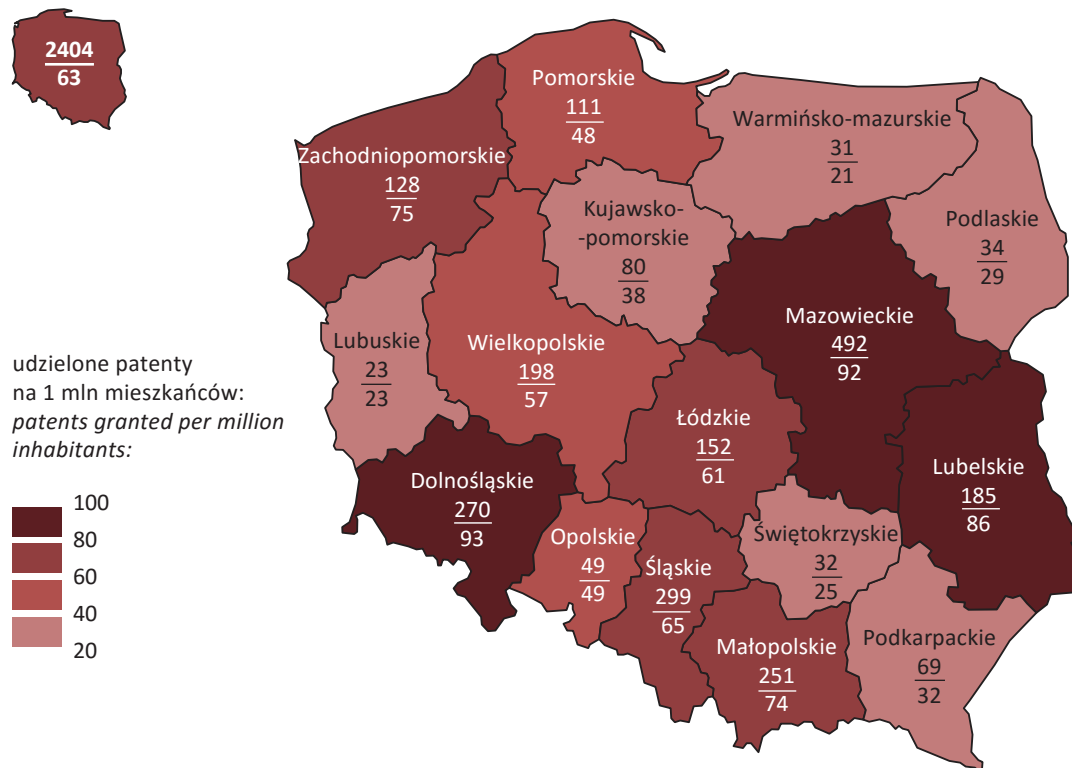 2404
63
Pomorskie
111
48
Warmińsko-mazurskie
31
21
Zachodniopomorskie
128
75
Kujawsko-
-pomorskie
80
38
Podlaskie
34
29
Mazowieckie
492
92
Lubuskie
23
23
Wielkopolskie
198
57
Łódzkie
152
61
Lubelskie
185
86
Dolnośląskie
270
93
Opolskie
49
49
Śląskie
299
65
Świętokrzyskie
32
25
Małopolskie
251
74
Podkarpackie
69
32
udzielone patenty
na 1 mln mieszkańców:
patents granted per million
inhabitants:
100
80
60
40
20